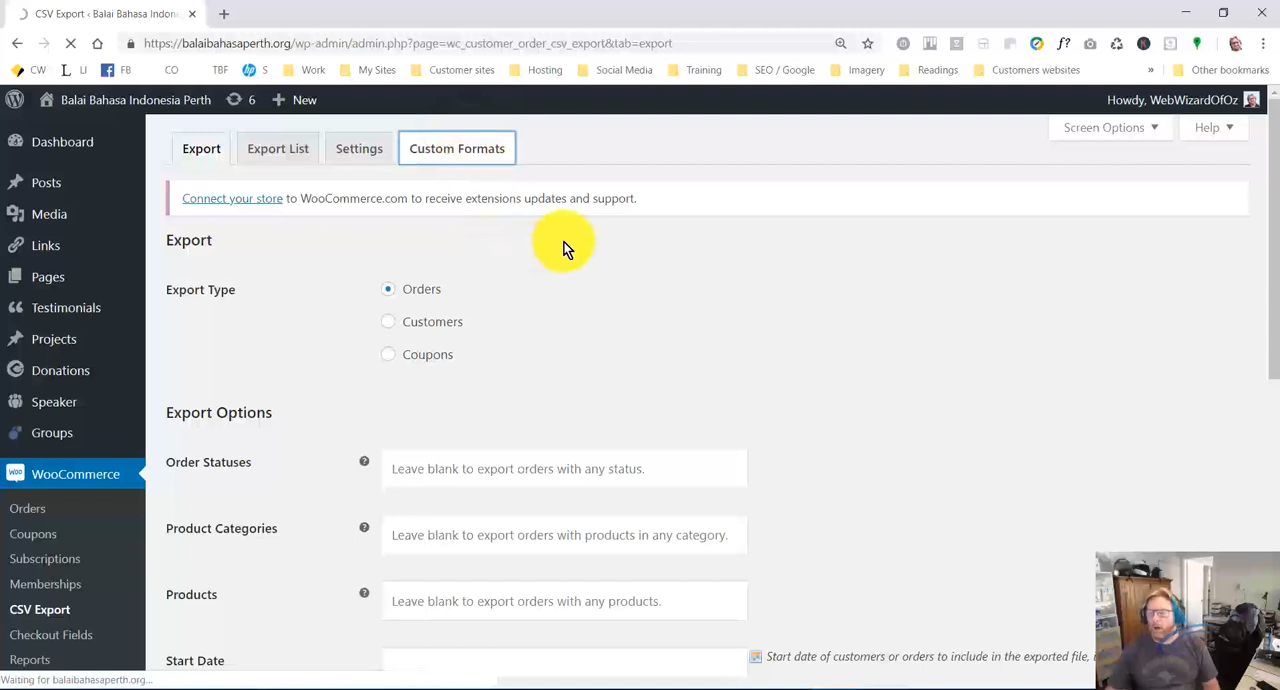 CSV Export ‹ Balai Bahasa Indone
https://balaibahasaperth.org/wp-admin/admin.php?page=wc_customer_order_csv_export&tab=export
CW LI FB CO TBF S Work My Sites Customer sites Hosting Social Media Training SEO / Google Imagery Readings Customers websites » Other bookmarks
Balai Bahasa Indonesia Perth 6 New Howdy, WebWizardOfOz
Dashboard
Posts
Media
Links
Pages
Testimonials
Projects
Donations
Speaker
Groups
WooCommerce
Orders
Coupons
Subscriptions
Memberships
CSV Export
Checkout Fields
Reports
Screen Options Help
Export Export List Settings Custom Formats
Connect your store to WooCommerce.com to receive extensions updates and support.
Export
Export Type
Orders
Customers
Coupons
Export Options
Order Statuses
Leave blank to export orders with any status.
Product Categories
Leave blank to export orders with products in any category.
Products
Leave blank to export orders with any products.
Start Date
Start date of customers or orders to include in the exported file, i
Waiting for balaibahasaperth.org...